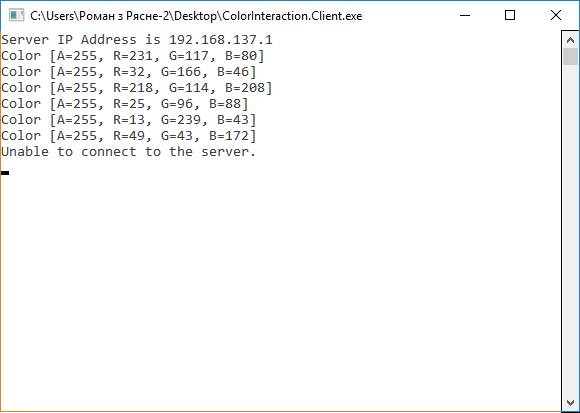 C:\Users\Роман з Рясне-2\Desktop\ColorInteraction.Client.exe
Server IP Address is 192.168.137.1
Color [A=255, R=231, G=117, B=80]
Color [A=255, R=32, G=166, B=46]
Color [A=255, R=218, G=114, B=208]
Color [A=255, R=25, G=96, B=88]
Color [A=255, R=13, G=239, B=43]
Color [A=255, R=49, G=43, B=172]
Unable to connect to the server.